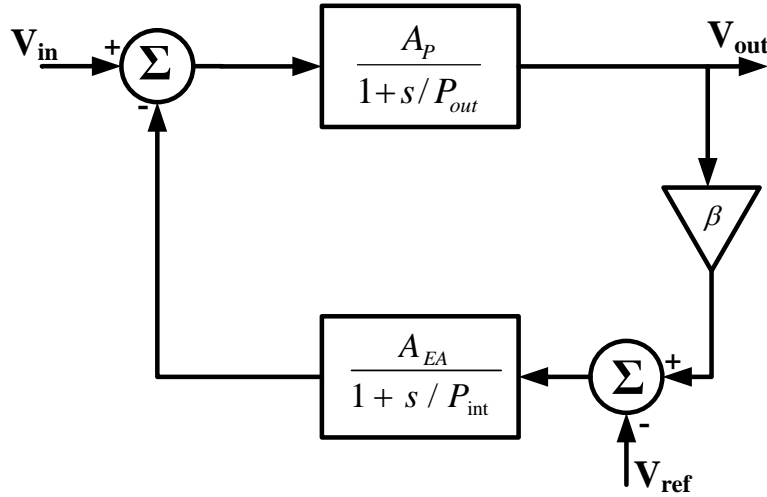 V_in
+
Σ
-
A_P
1+s/P_out
V_out
β
A_EA
1 + s / P_int
Σ
+
-
V_ref